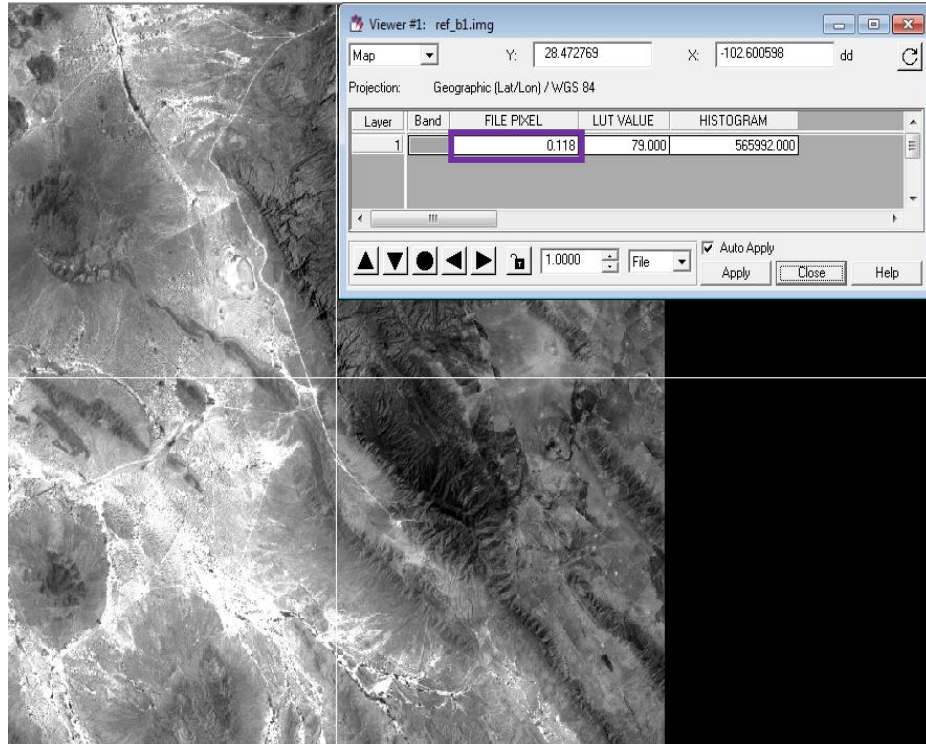 Viewer #1: ref_b1.img
Map Y: 28.472769 X: -102.600598 dd
Projection: Geographic (Lat/Lon) / WGS 84
Layer Band FILE PIXEL LUT VALUE HISTOGRAM
1 0.118 79.000 565992.000
Auto Apply
1.0000 File Apply Close Help